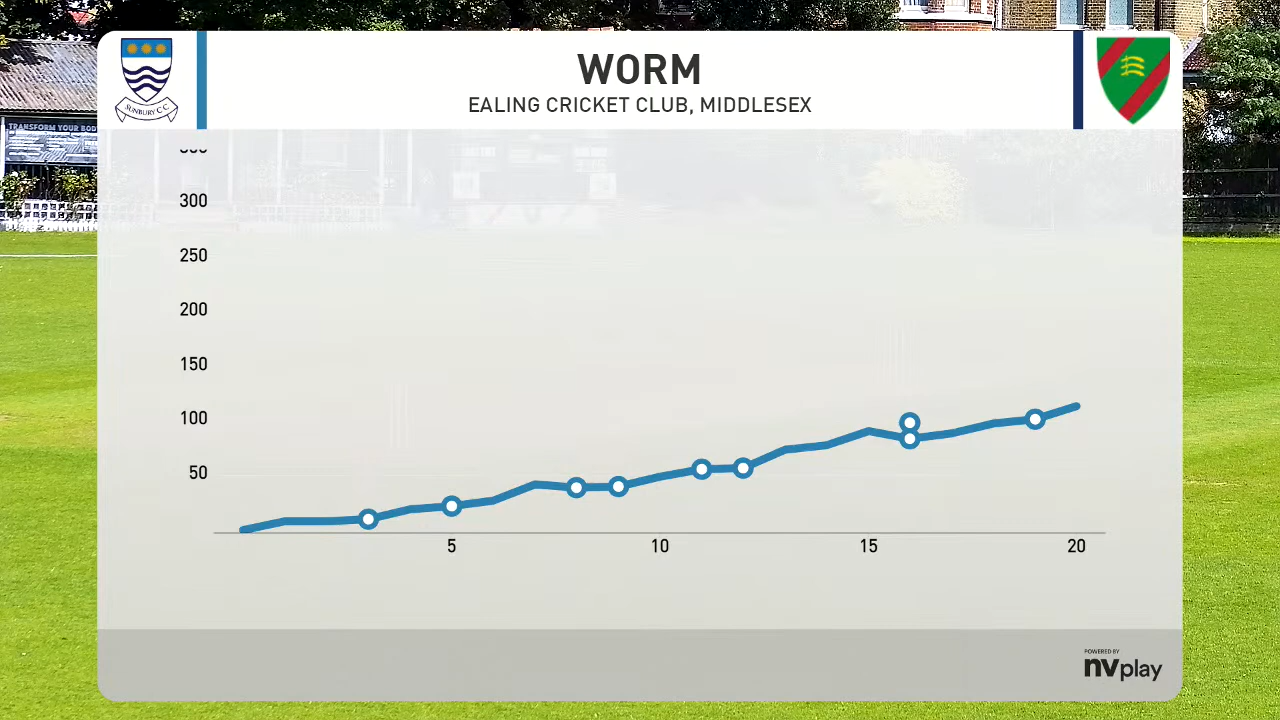 WORM
EALING CRICKET CLUB, MIDDLESEX
SUNBURY C.C.
TRANSFORM YOUR BODY
300
250
200
150
100
50
5
10
15
20
POWERED BY
nvplay